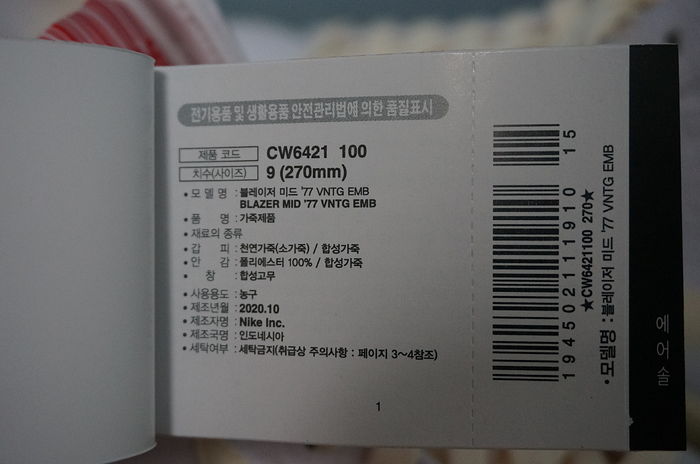 전기용품 및 생활용품 안전관리법에 의한 품질표시
제품 코드 CW6421 100
치수(사이즈) 9 (270mm)
• 모 델 명 : 블레이저 미드 '77 VNTG EMB
BLAZER MID '77 VNTG EMB
• 품 명 : 가죽제품
• 재료의 종류
• 갑 피 : 천연가죽(소가죽) / 합성가죽
• 안 감 : 폴리에스터 100% / 합성가죽
• 창 : 합성고무
• 사용용도 : 농구
• 제조년월 : 2020.10
• 제조자명 : Nike Inc.
• 제조국명 : 인도네시아
• 세탁여부 : 세탁금지(취급상 주의사항 : 페이지 3~4참조)
1
194502111910 15
★CW6421100 270★
• 모델명 : 블레이저 미드 '77 VNTG EMB
에어솔